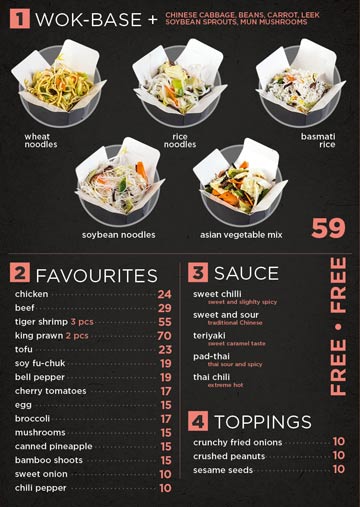 1 WOK-BASE + CHINESE CABBAGE, BEANS, CARROT, LEEK
SOYBEAN SPROUTS, MUN MUSHROOMS
wheat
noodles
rice
noodles
basmati
rice
soybean noodles
asian vegetable mix
59
2 FAVOURITES
chicken 24
beef 29
tiger shrimp 3 pcs 55
king prawn 2 pcs 70
tofu 23
soy fu-chuk 19
bell pepper 19
cherry tomatoes 17
egg 15
broccoli 17
mushrooms 15
canned pineapple 15
bamboo shoots 15
sweet onion 10
chili pepper 10
3 SAUCE
sweet chilli
sweet and slighlty spicy
sweet and sour
traditional Chinese
teriyaki
sweet caramel taste
pad-thai
thai sour and spicy
thai chili
extreme hot
FREE • FREE
4 TOPPINGS
crunchy fried onions 10
crushed peanuts 10
sesame seeds 10